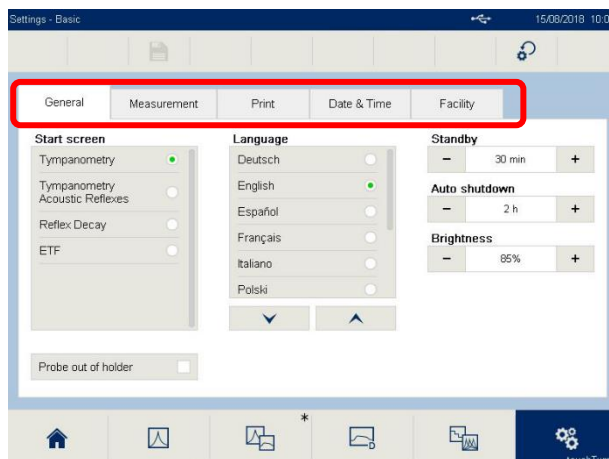 Settings - Basic
15/08/2018 10:0
General
Measurement
Print
Date & Time
Facility
Start screen
Tympanometry
Tympanometry
Acoustic Reflexes
Reflex Decay
ETF
Probe out of holder
Language
Deutsch
English
Español
Français
Italiano
Polski
Standby
− 30 min +
Auto shutdown
− 2 h +
Brightness
− 85% +
*